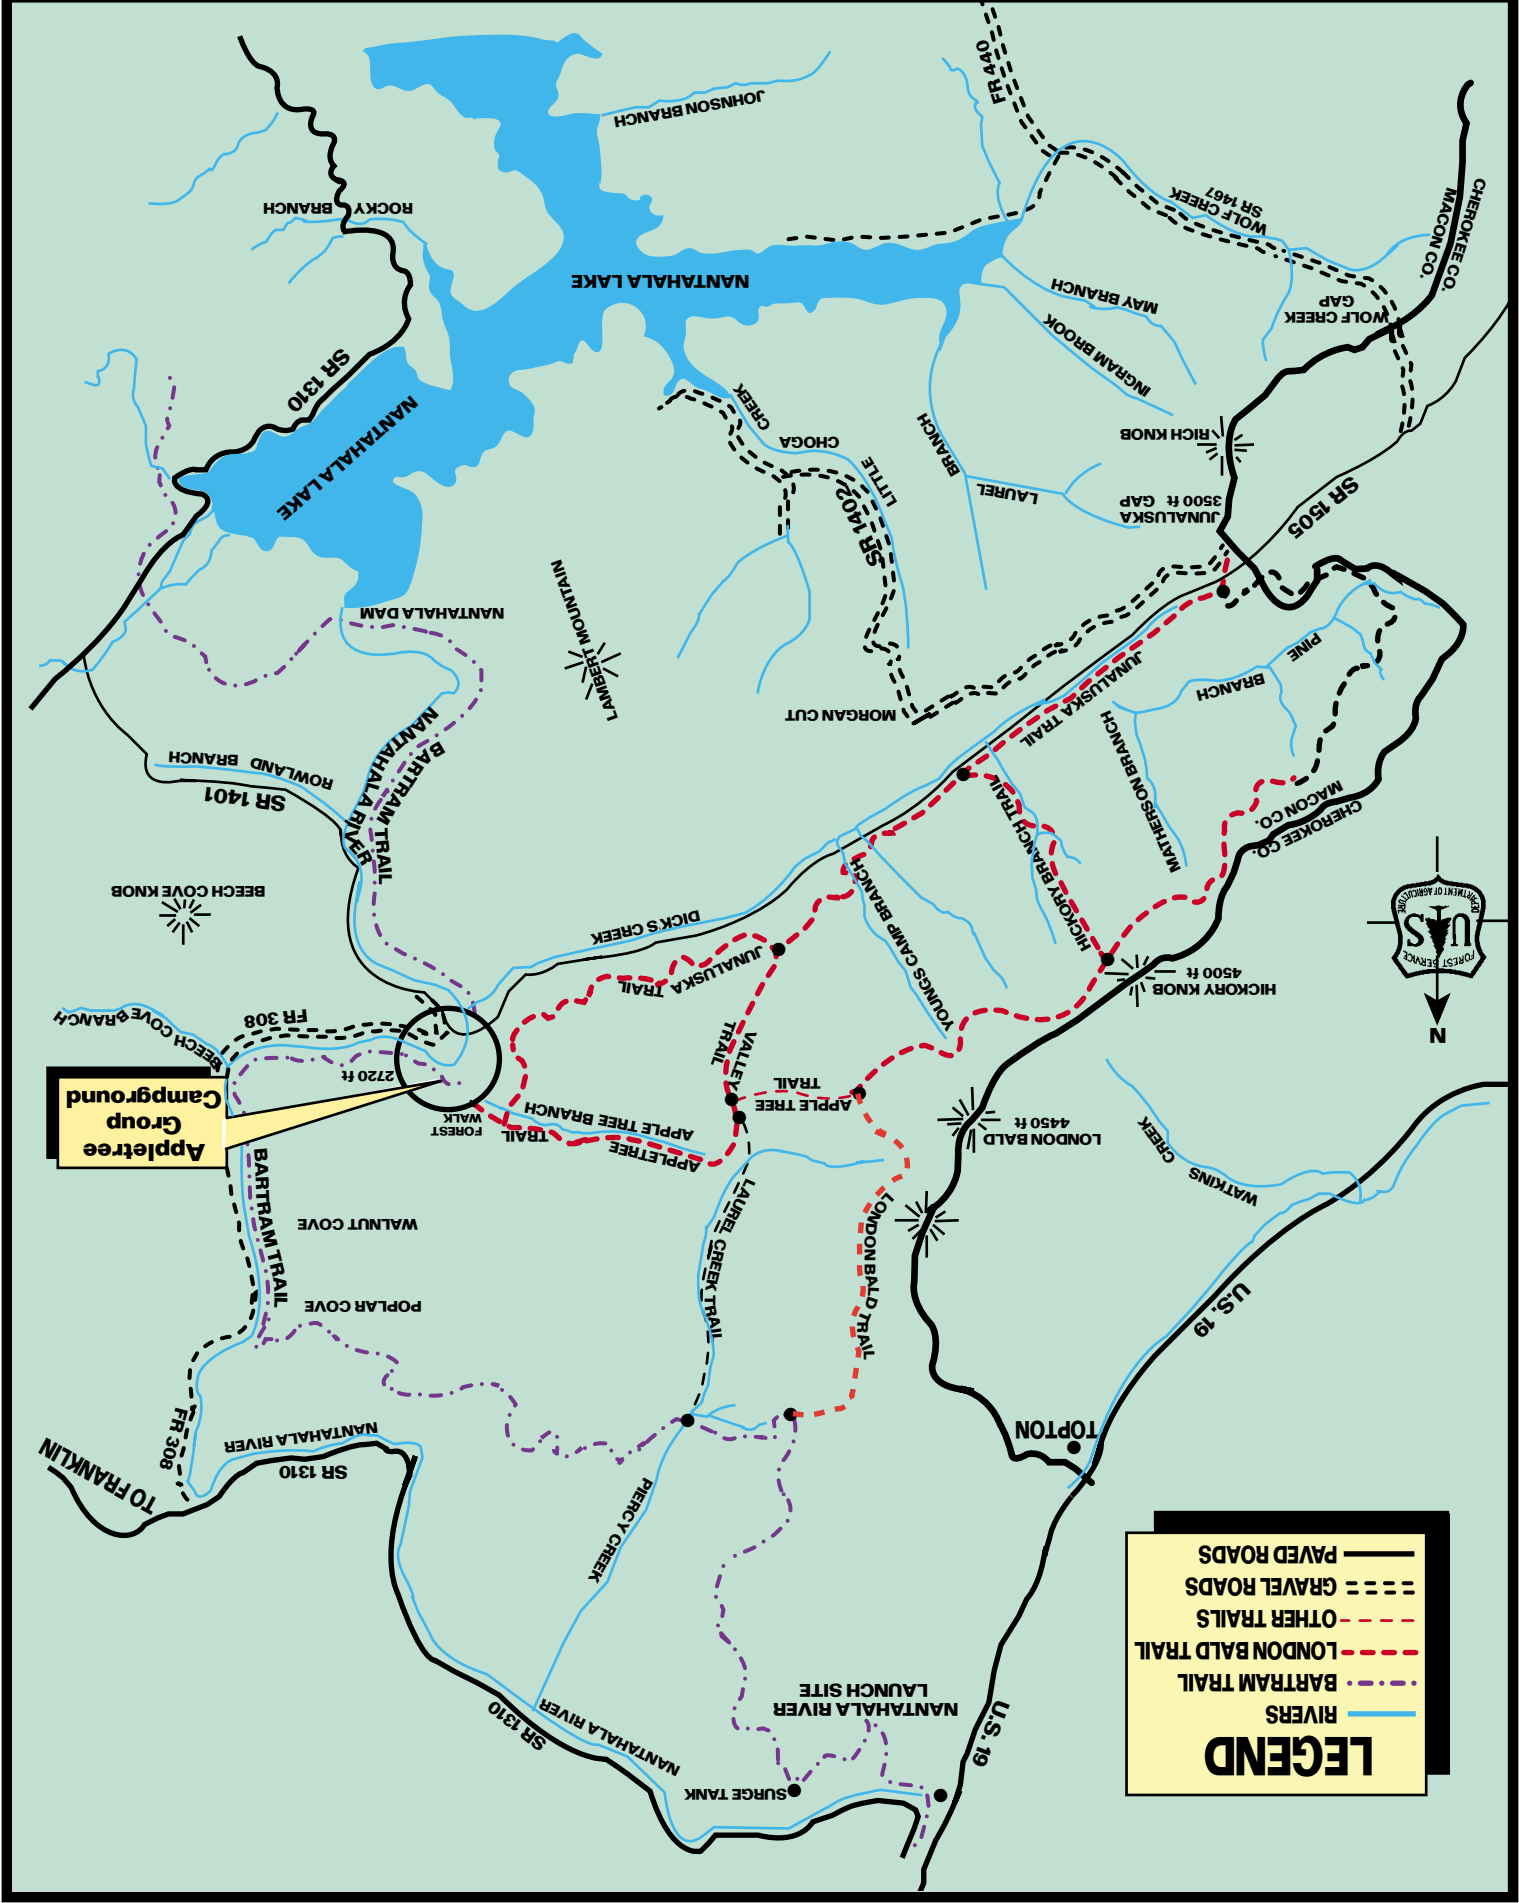 LEGEND
RIVERS
BARTRAM TRAIL
LONDON BALD TRAIL
OTHER TRAILS
GRAVEL ROADS
PAVED ROADS
SURGE TANK
U.S. 19
NANTAHALA RIVER
LAUNCH SITE
NANTAHALA RIVER
SR 1310
PIERCY CREEK
TOPTON
TO FRANKLIN
SR 1310
NANTAHALA RIVER
FR 308
U.S. 19
LONDON BALD TRAIL
LAUREL CREEK TRAIL
POPLAR COVE
BARTRAM TRAIL
WALNUT COVE
WATKINS
CREEK
LONDON BALD
4450 ft
APPLETREE
TRAIL
APPLE TREE BRANCH
FOREST
WALK
Appletree
Group
Campground
APPLE TREE
TRAIL
VALLEY
TRAIL
2720 ft
N
FOREST SERVICE
US
DEPARTMENT OF AGRICULTURE
FR 308
BEECH COVE BRANCH
HICKORY KNOB
4500 ft
YOUNGS CAMP BRANCH
JUNALUSKA TRAIL
DICK'S CREEK
HICKORY BRANCH TRAIL
BEECH COVE KNOB
CHEROKEE CO.
MACON CO.
MATHERSON BRANCH
BARTRAM TRAIL
NANTAHALA RIVER
SR 1401
ROWLAND BRANCH
PINE
BRANCH
JUNALUSKA TRAIL
MORGAN CUT
LAMBERT MOUNTAIN
NANTAHALA DAM
SR 1505
JUNALUSKA
3500 ft GAP
SR 1402
LITTLE
CHOGA
CREEK
LAUREL
BRANCH
NANTAHALA LAKE
RICH KNOB
INGRAM BROOK
MAY BRANCH
SR 1310
WOLF CREEK
GAP
CHEROKEE CO.
MACON CO.
NANTAHALA LAKE
WOLF CREEK
SR 1467
ROCKY BRANCH
JOHNSON BRANCH
FR 440